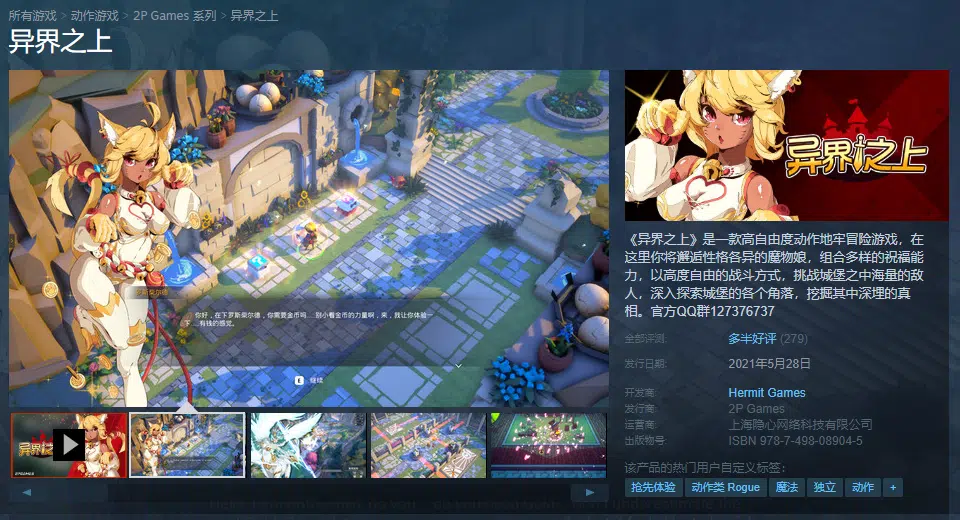 所有游戏 > 动作游戏 > 2P Games 系列 > 异界之上
异界之上
异界之上
《异界之上》是一款高自由度动作地牢冒险游戏，在
这里你将邂逅性格各异的魔物娘，组合多样的祝福能
力，以高度自由的战斗方式，挑战城堡之中海量的敌
人，深入探索城堡的各个角落，挖掘其中深埋的真
相。官方QQ群127376737
罗斯柴尔德
你好，在下罗斯柴尔德，你需要金币吗……别小看金币的力量啊，来，我让你体验一
下……有钱的感觉。
E 继续
全部评测: 多半好评 (279)
发行日期: 2021年5月28日
开发商: Hermit Games
发行商: 2P Games
运营商: 上海隐心网络科技有限公司
出版物号: ISBN 978-7-498-08904-5
该产品的热门用户自定义标签:
抢先体验 动作类 Rogue 魔法 独立 动作 +
2PGAMES